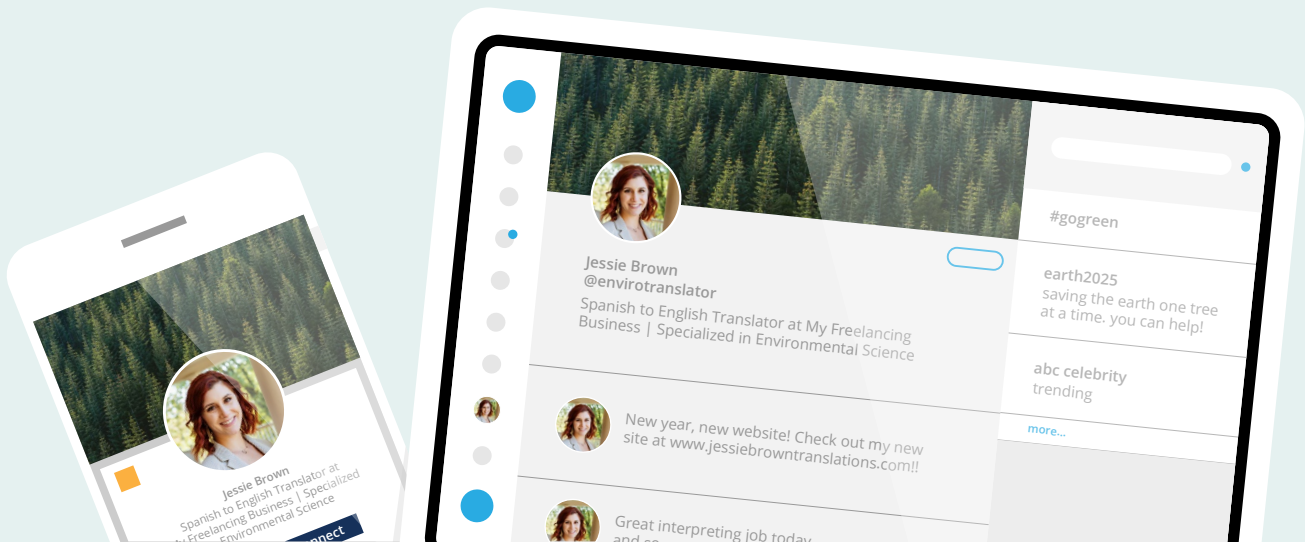 Jessie Brown
Spanish to English Translator at
Freelancing Business | Specialized
Environmental Science
Jessie Brown
@envirotranslator
Spanish to English Translator at My Freelancing
Business | Specialized in Environmental Science
New year, new website! Check out my new
site at www.jessiebrowntranslations.com!!
Great interpreting job today
#gogreen
earth2025
saving the earth one tree
at a time. you can help!
abc celebrity
trending
more...